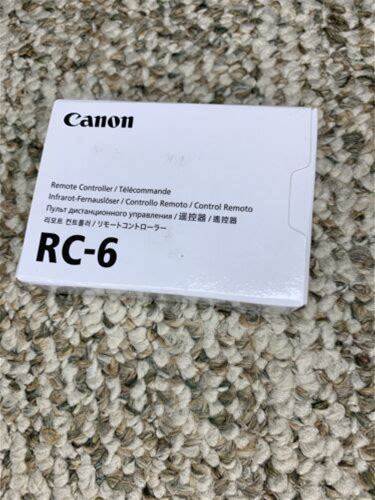 Canon
Remote Controller / Télécommande
Infrarot-Fernauslöser / Controllo Remoto / Control Remoto
Пульт дистанционного управления / 遥控器 / 遙控器
리모트 컨트롤러 / リモートコントローラー
RC-6